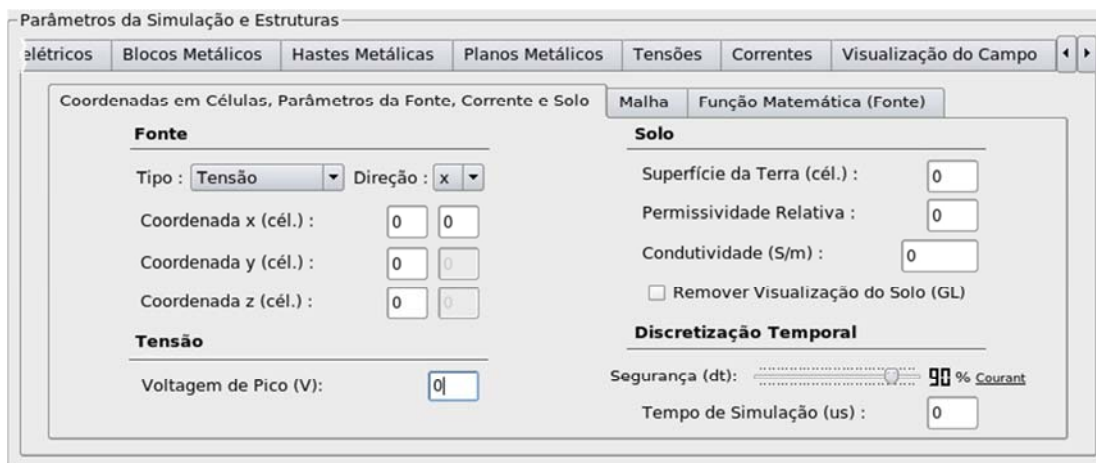 Parâmetros da Simulação e Estruturas
elétricos Blocos Metálicos Hastes Metálicas Planos Metálicos Tensões Correntes Visualização do Campo
Coordenadas em Células, Parâmetros da Fonte, Corrente e Solo Malha Função Matemática (Fonte)
Fonte
Tipo : Tensão Direção : x
Coordenada x (cél.) : 0 0
Coordenada y (cél.) : 0 0
Coordenada z (cél.) : 0 0
Tensão
Voltagem de Pico (V): 0
Solo
Superfície da Terra (cél.) : 0
Permissividade Relativa : 0
Condutividade (S/m) : 0
Remover Visualização do Solo (GL)
Discretização Temporal
Segurança (dt): 90 % Courant
Tempo de Simulação (us) : 0